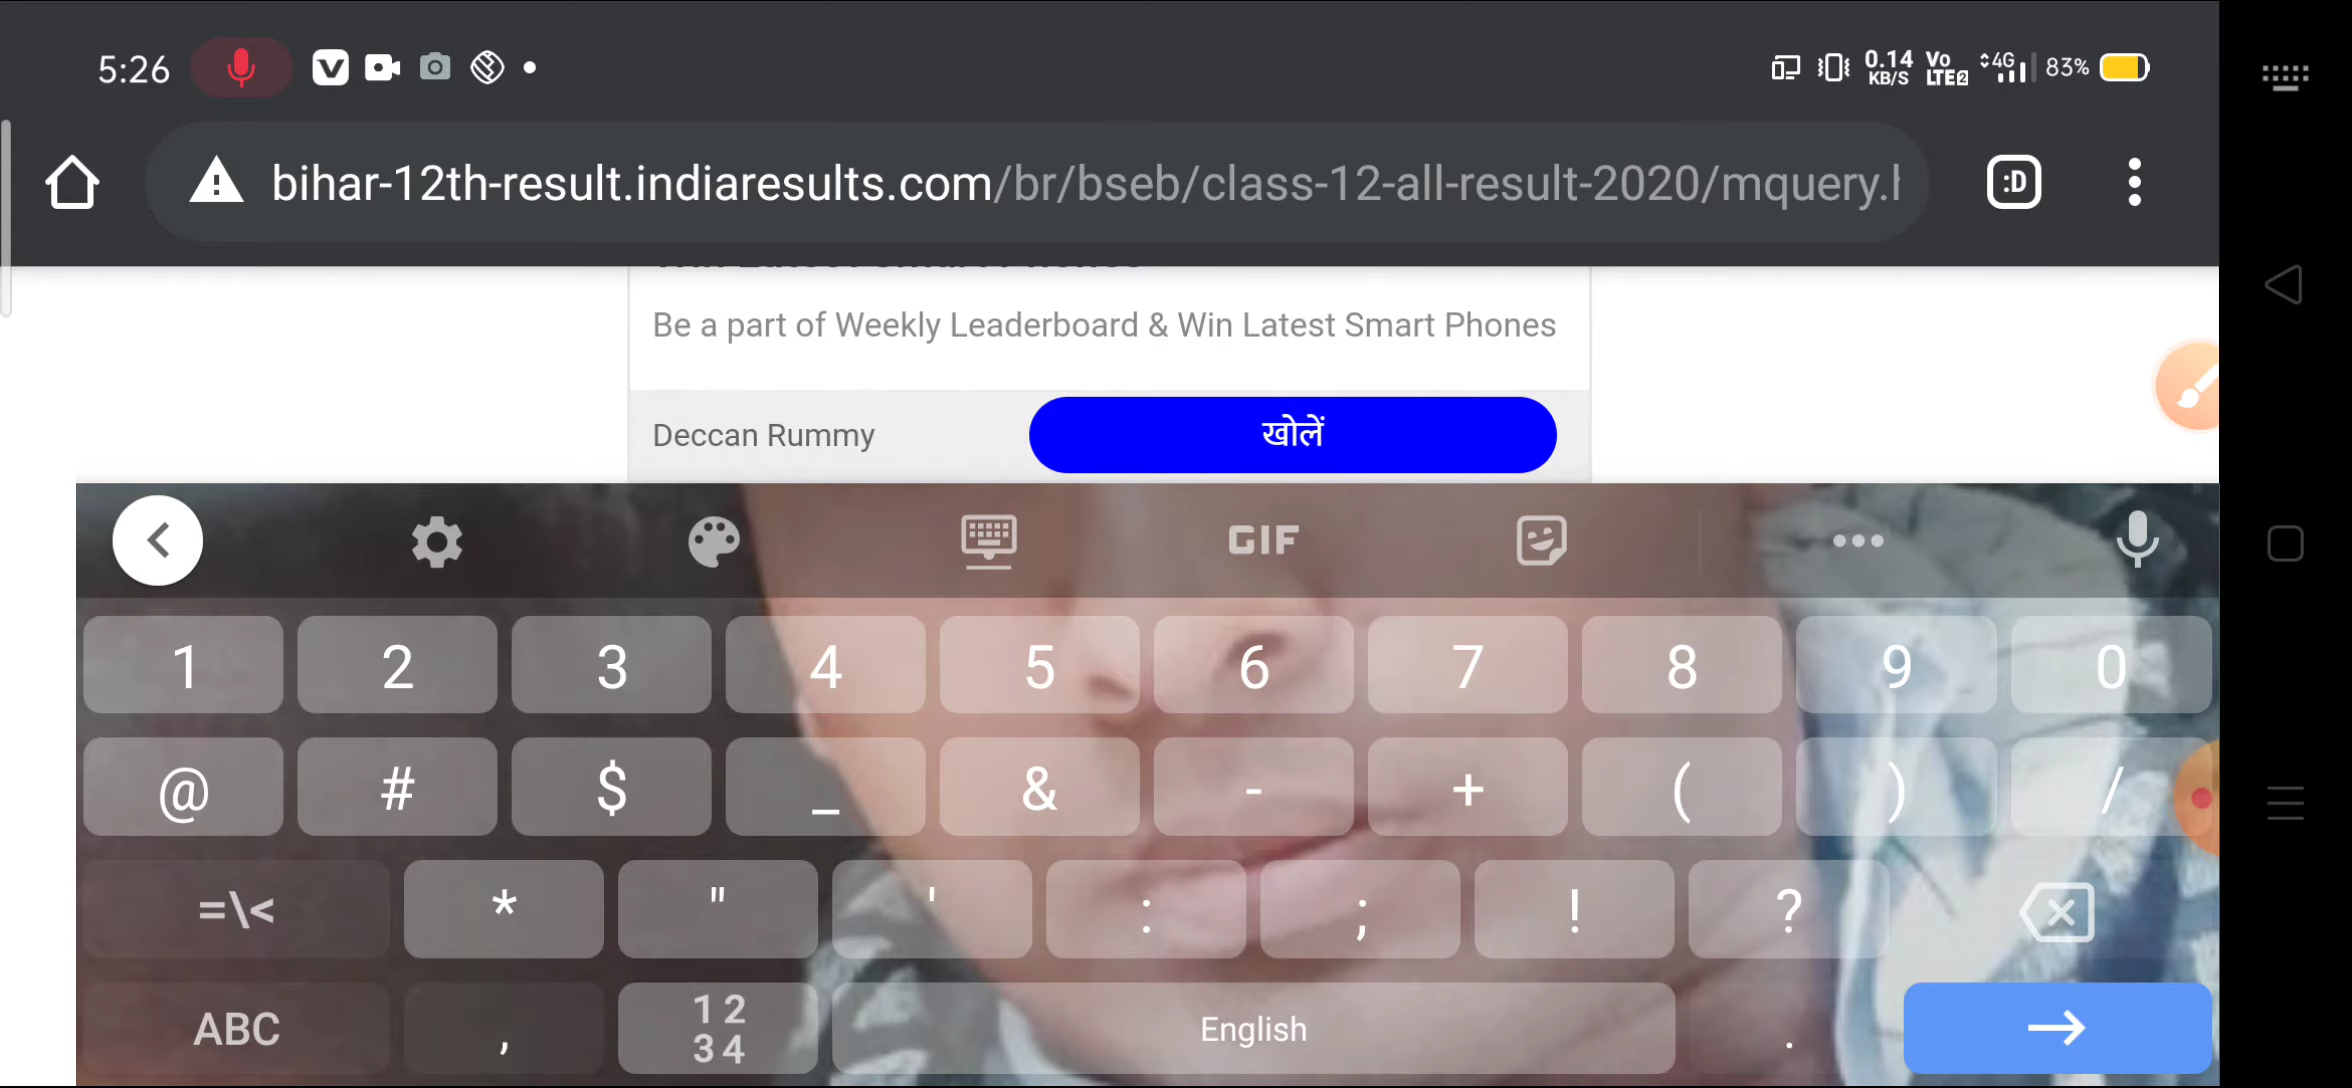 5:26
0.14 KB/S Vo LTE2 4G 83%
bihar-12th-result.indiaresults.com/br/bseb/class-12-all-result-2020/mquery.
:D
Be a part of Weekly Leaderboard & Win Latest Smart Phones
Deccan Rummy
खोलें
GIF
1 2 3 4 5 6 7 8 9 0
@ # $ _ & - + ( ) /
=\< * " ' : ; ! ?
ABC , 12 34 English .